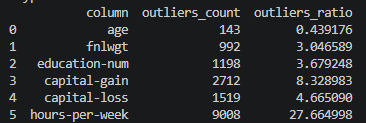 column outliers_count outliers_ratio
0 age 143 0.439176
1 fnlwgt 992 3.046589
2 education-num 1198 3.679248
3 capital-gain 2712 8.328983
4 capital-loss 1519 4.665090
5 hours-per-week 9008 27.664998